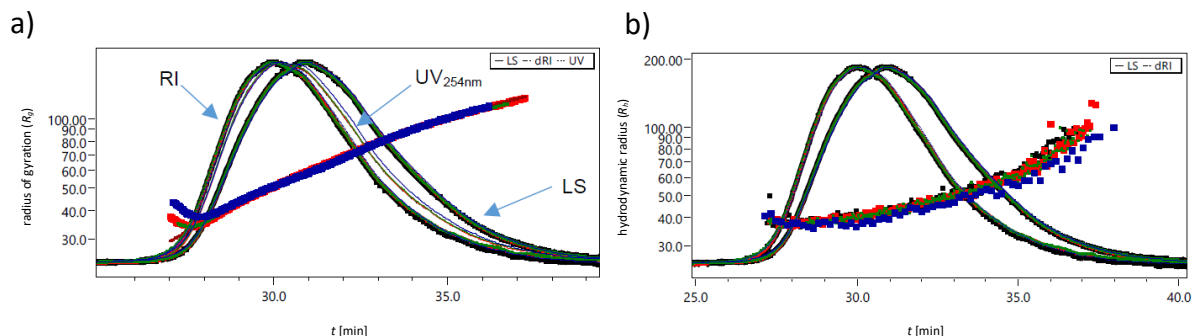 a)
LS dRI UV
RI
UV254nm
LS
radius of gyration (Rg)
100.00
90.0
80.0
70.0
60.0
50.0
40.0
30.0
30.0
35.0
t [min]
b)
200.00
LS dRI
hydrodynamic radius (Rh)
100.00
90.0
80.0
70.0
60.0
50.0
40.0
30.0
25.0
30.0
35.0
40.0
t [min]